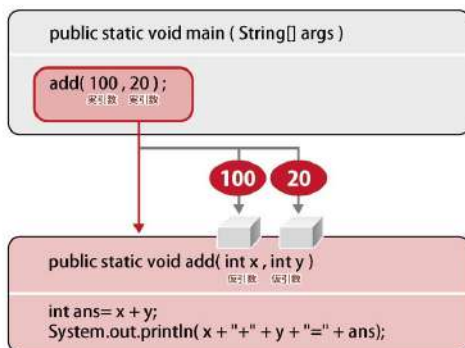 public static void main ( String[] args )
add( 100 , 20 ) ;
実引数 実引数
100 20
public static void add( int x , int y )
仮引数 仮引数
int ans= x + y;
System.out.println( x + "+" + y + "=" + ans);